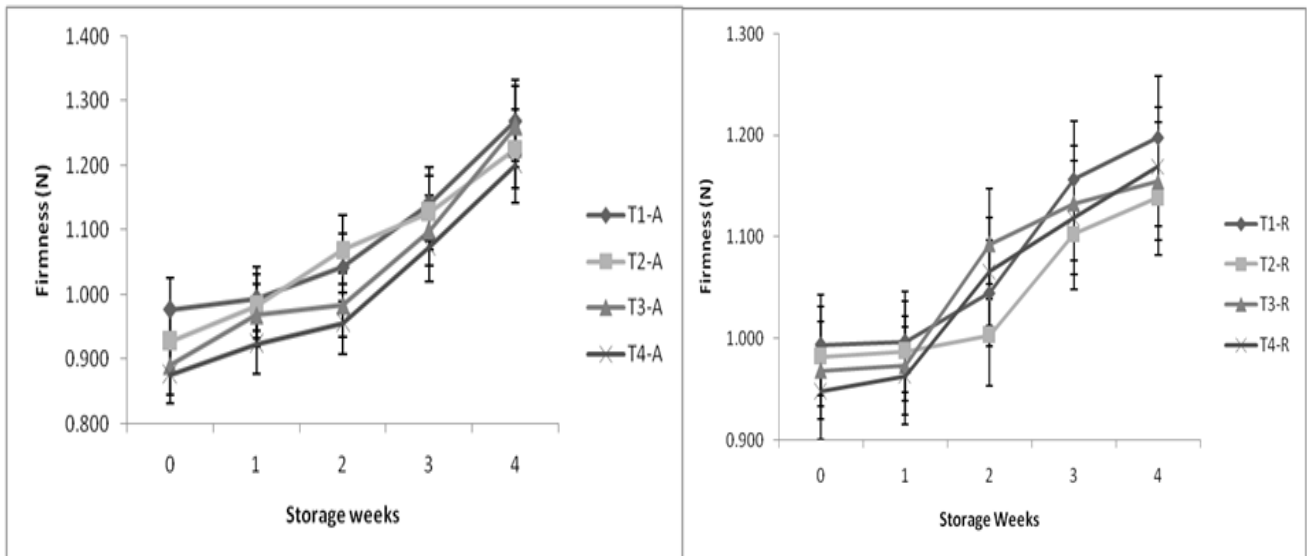 1.400
1.300
1.200
1.100
1.000
0.900
0.800
Firmness (N)
0 1 2 3 4
Storage weeks
T1-A
T2-A
T3-A
T4-A
1.300
1.200
1.100
1.000
0.900
Firmness (N)
0 1 2 3 4
Storage Weeks
T1-R
T2-R
T3-R
T4-R